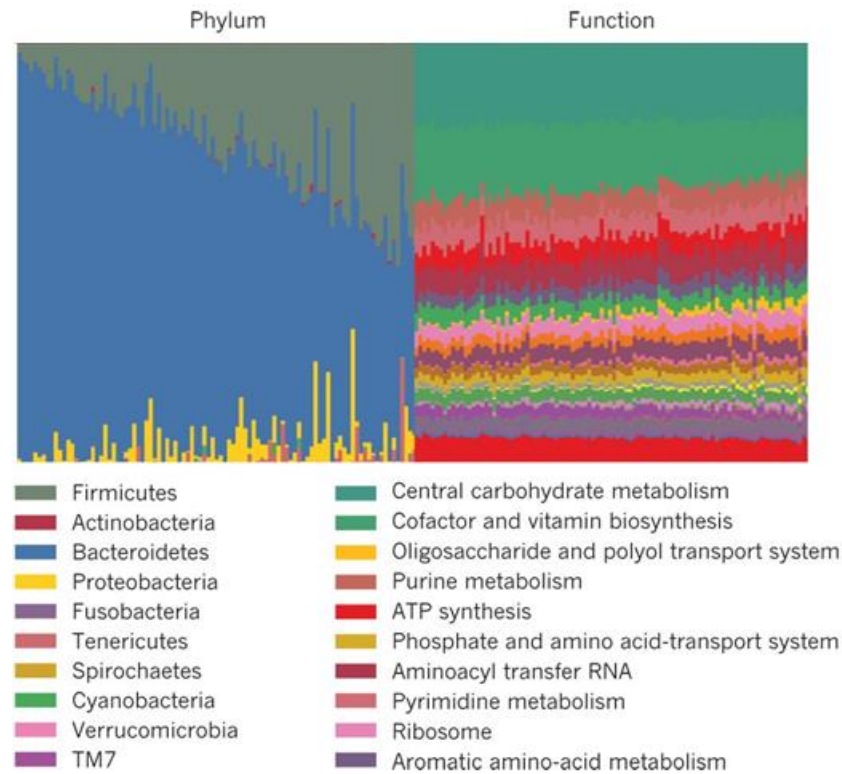 Phylum
Function
Firmicutes
Actinobacteria
Bacteroidetes
Proteobacteria
Fusobacteria
Tenericutes
Spirochaetes
Cyanobacteria
Verrucomicrobia
TM7
Central carbohydrate metabolism
Cofactor and vitamin biosynthesis
Oligosaccharide and polyol transport system
Purine metabolism
ATP synthesis
Phosphate and amino acid-transport system
Aminoacyl transfer RNA
Pyrimidine metabolism
Ribosome
Aromatic amino-acid metabolism